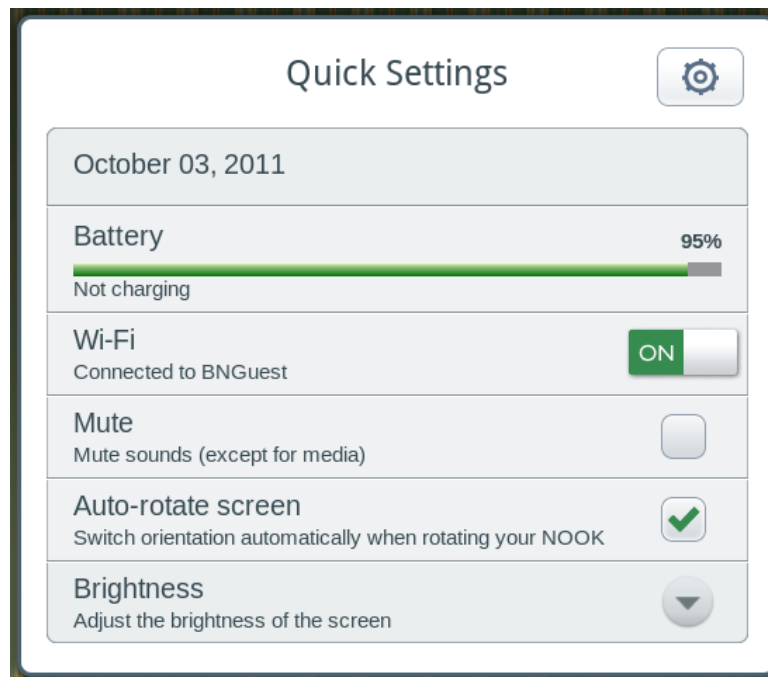 Quick Settings
October 03, 2011
Battery
95%
Not charging
Wi-Fi
ON
Connected to BNGuest
Mute
Mute sounds (except for media)
Auto-rotate screen
Switch orientation automatically when rotating your NOOK
Brightness
Adjust the brightness of the screen